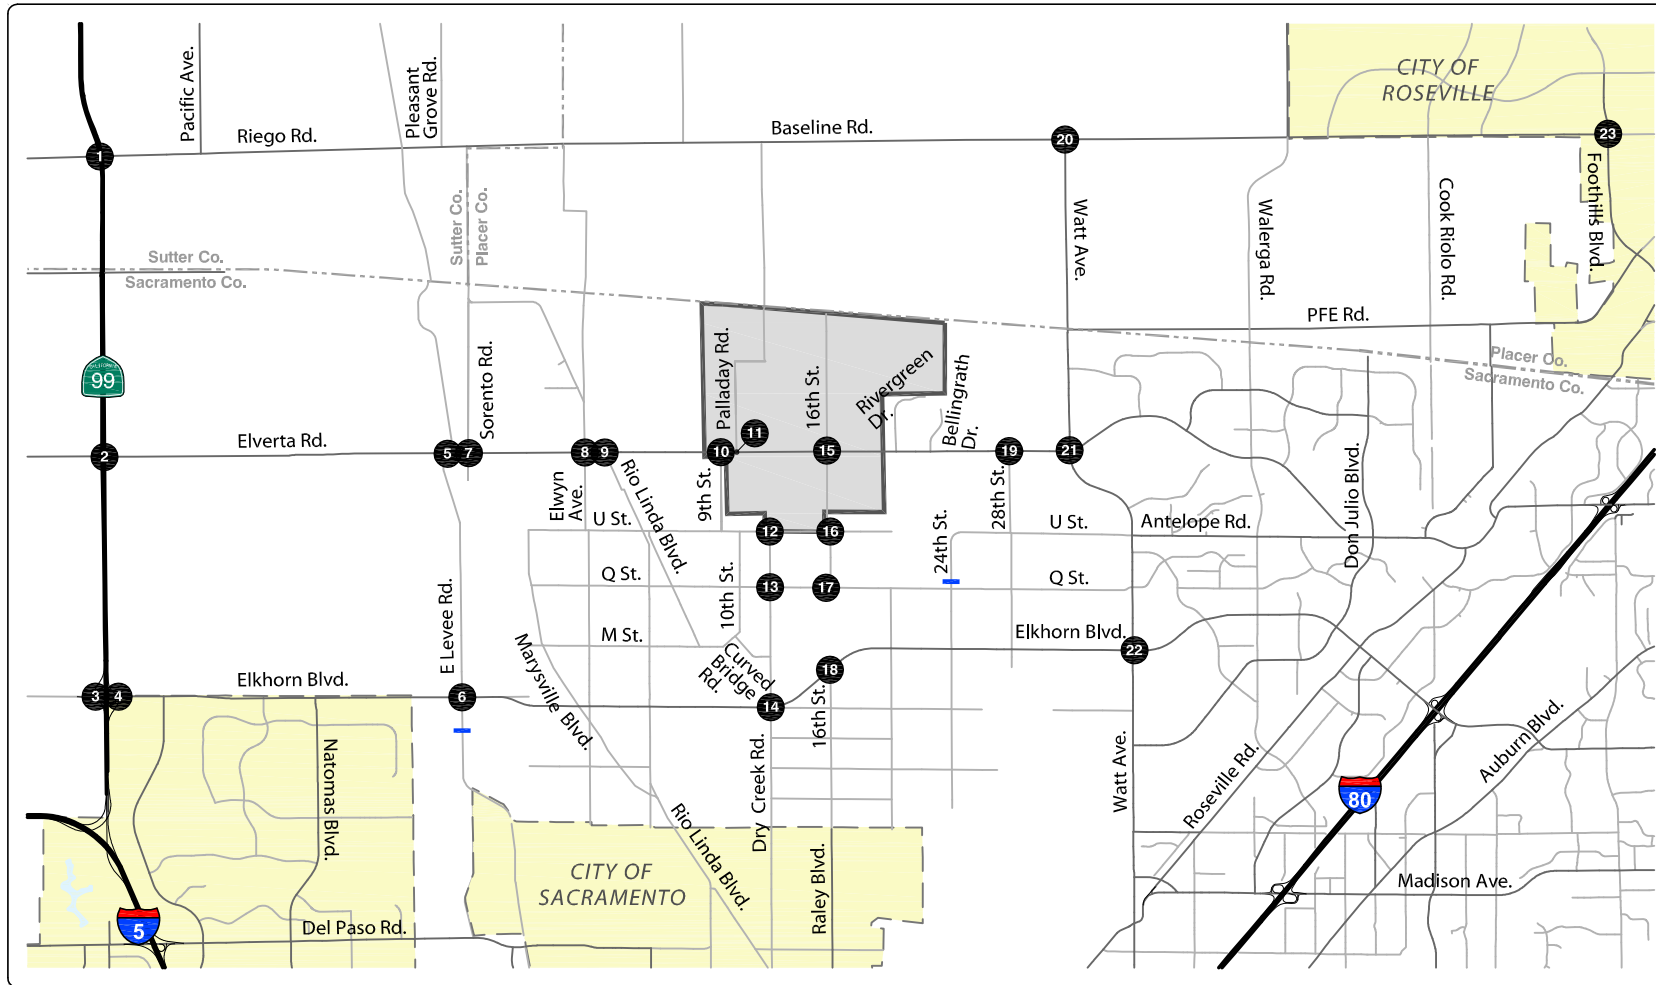 CITY OF
ROSEVILLE
Pacific Ave.
Pleasant
Grove Rd.
Riego Rd.
Baseline Rd.
1
20
23
Foothills Blvd.
Sutter Co.
Placer Co.
Watt Ave.
Walerga Rd.
Cook Riolo Rd.
Sutter Co.
Sacramento Co.
PFE Rd.
Placer Co.
Sacramento Co.
99
Sorento Rd.
Palladay Rd.
16th St.
Rivergreen
Dr.
Bellingrath
Dr.
Elverta Rd.
2
5
7
8
9
10
11
15
19
21
Elwyn
Ave.
Rio Linda Blvd.
9th St.
28th St.
24th St.
Don Julio Blvd.
U St.
12
16
U St.
Antelope Rd.
Q St.
10th St.
13
17
Q St.
E Levee Rd.
M St.
Marysville Blvd.
Curved
Bridge
Rd.
Elkhorn Blvd.
22
18
Elkhorn Blvd.
3
4
6
14
16th St.
Natomas Blvd.
Dry Creek Rd.
Watt Ave.
Roseville Rd.
Auburn Blvd.
80
Rio Linda Blvd.
Raley Blvd.
CITY OF
SACRAMENTO
Madison Ave.
5
Del Paso Rd.